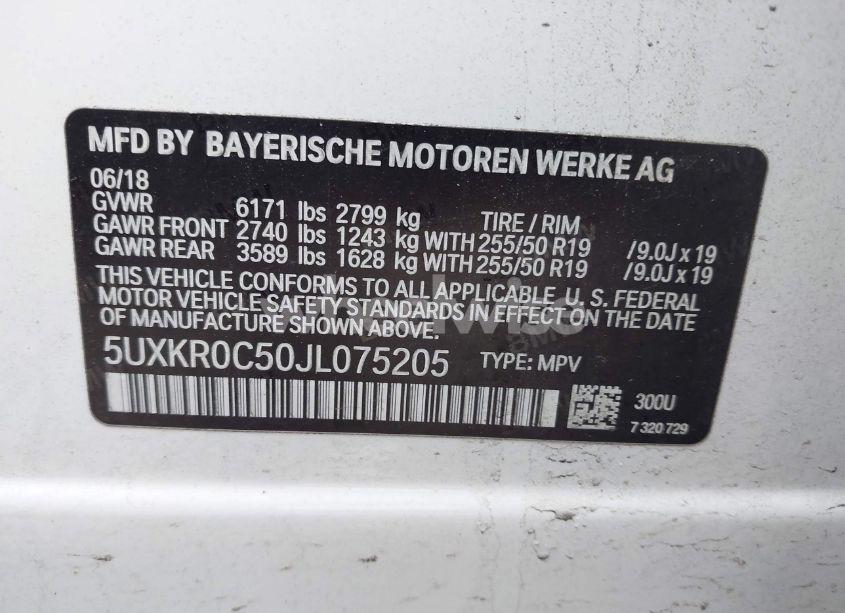 MFD BY BAYERISCHE MOTOREN WERKE AG
06/18
GVWR 6171 lbs 2799 kg TIRE / RIM
GAWR FRONT 2740 lbs 1243 kg WITH 255/50 R19 /9.0J x 19
GAWR REAR 3589 lbs 1628 kg WITH 255/50 R19 /9.0J x 19
THIS VEHICLE CONFORMS TO ALL APPLICABLE U. S. FEDERAL
MOTOR VEHICLE SAFETY STANDARDS IN EFFECT ON THE DATE
OF MANUFACTURE SHOWN ABOVE.
5UXKR0C50JL075205 TYPE: MPV
300U
7 320 729